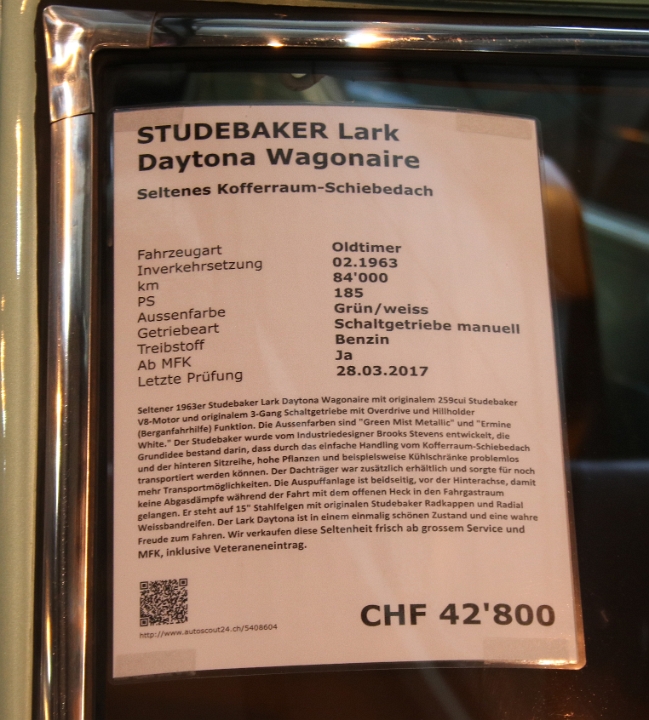 STUDEBAKER Lark
Daytona Wagonaire
Seltenes Kofferraum-Schiebedach
Fahrzeugart Oldtimer
Inverkehrsetzung 02.1963
km 84'000
PS 185
Aussenfarbe Grün/weiss
Getriebeart Schaltgetriebe manuell
Treibstoff Benzin
Ab MFK Ja
Letzte Prüfung 28.03.2017
Seltener 1963er Studebaker Lark Daytona Wagonaire mit originalem 259cui Studebaker
V8-Motor und originalem 3-Gang Schaltgetriebe mit Overdrive und Hillholder
(Berganfahrhilfe) Funktion. Die Aussenfarben sind "Green Mist Metallic" und "Ermine
White." Der Studebaker wurde vom Industriedesigner Brooks Stevens entwickelt, die
Grundidee bestand darin, dass durch das einfache Handling vom Kofferraum-Schiebedach
und der hinteren Sitzreihe, hohe Pflanzen und beispielsweise Kühlschränke problemlos
transportiert werden können. Der Dachträger war zusätzlich erhältlich und sorgte für noch
mehr Transportmöglichkeiten. Die Auspuffanlage ist beidseitig, vor der Hinterachse, damit
keine Abgasdämpfe während der Fahrt mit dem offenen Heck in den Fahrgastraum
gelangen. Er steht auf 15" Stahlfelgen mit originalen Studebaker Radkappen und Radial
Weissbandreifen. Der Lark Daytona ist in einem einmalig schönen Zustand und eine wahre
Freude zum Fahren. Wir verkaufen diese Seltenheit frisch ab grossem Service und
MFK, inklusive Veteraneneintrag.
CHF 42'800
http://www.autoscout24.ch/5408604